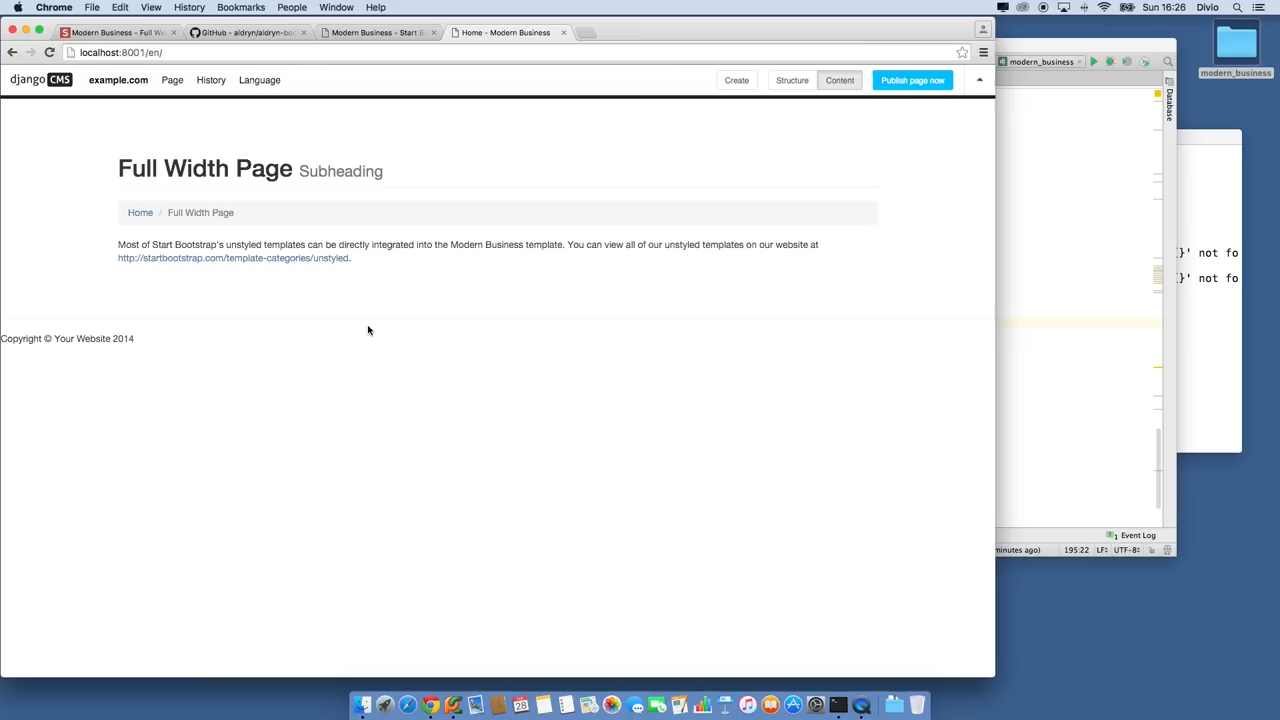 Chrome File Edit View History Bookmarks People Window Help Sun 16:26 Divio
Modern Business - Full We GitHub - aldryn/aldryn-boo Modern Business - Start B Home - Modern Business
localhost:8001/en/
modern_business
modern_business
django CMS example.com Page History Language Create Structure Content Publish page now
Database
Full Width Page Subheading
Home / Full Width Page
Most of Start Bootstrap's unstyled templates can be directly integrated into the Modern Business template. You can view all of our unstyled templates on our website at
http://startbootstrap.com/template-categories/unstyled.
}' not fo
}' not fo
Copyright © Your Website 2014
1 Event Log
minutes ago) 195:22 LF÷ UTF-8÷
28